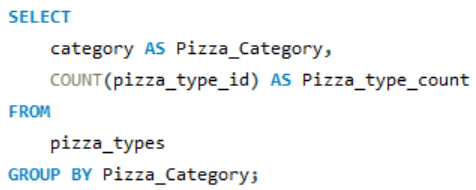 SELECT
    category AS Pizza_Category,
    COUNT(pizza_type_id) AS Pizza_type_count
FROM
    pizza_types
GROUP BY Pizza_Category;